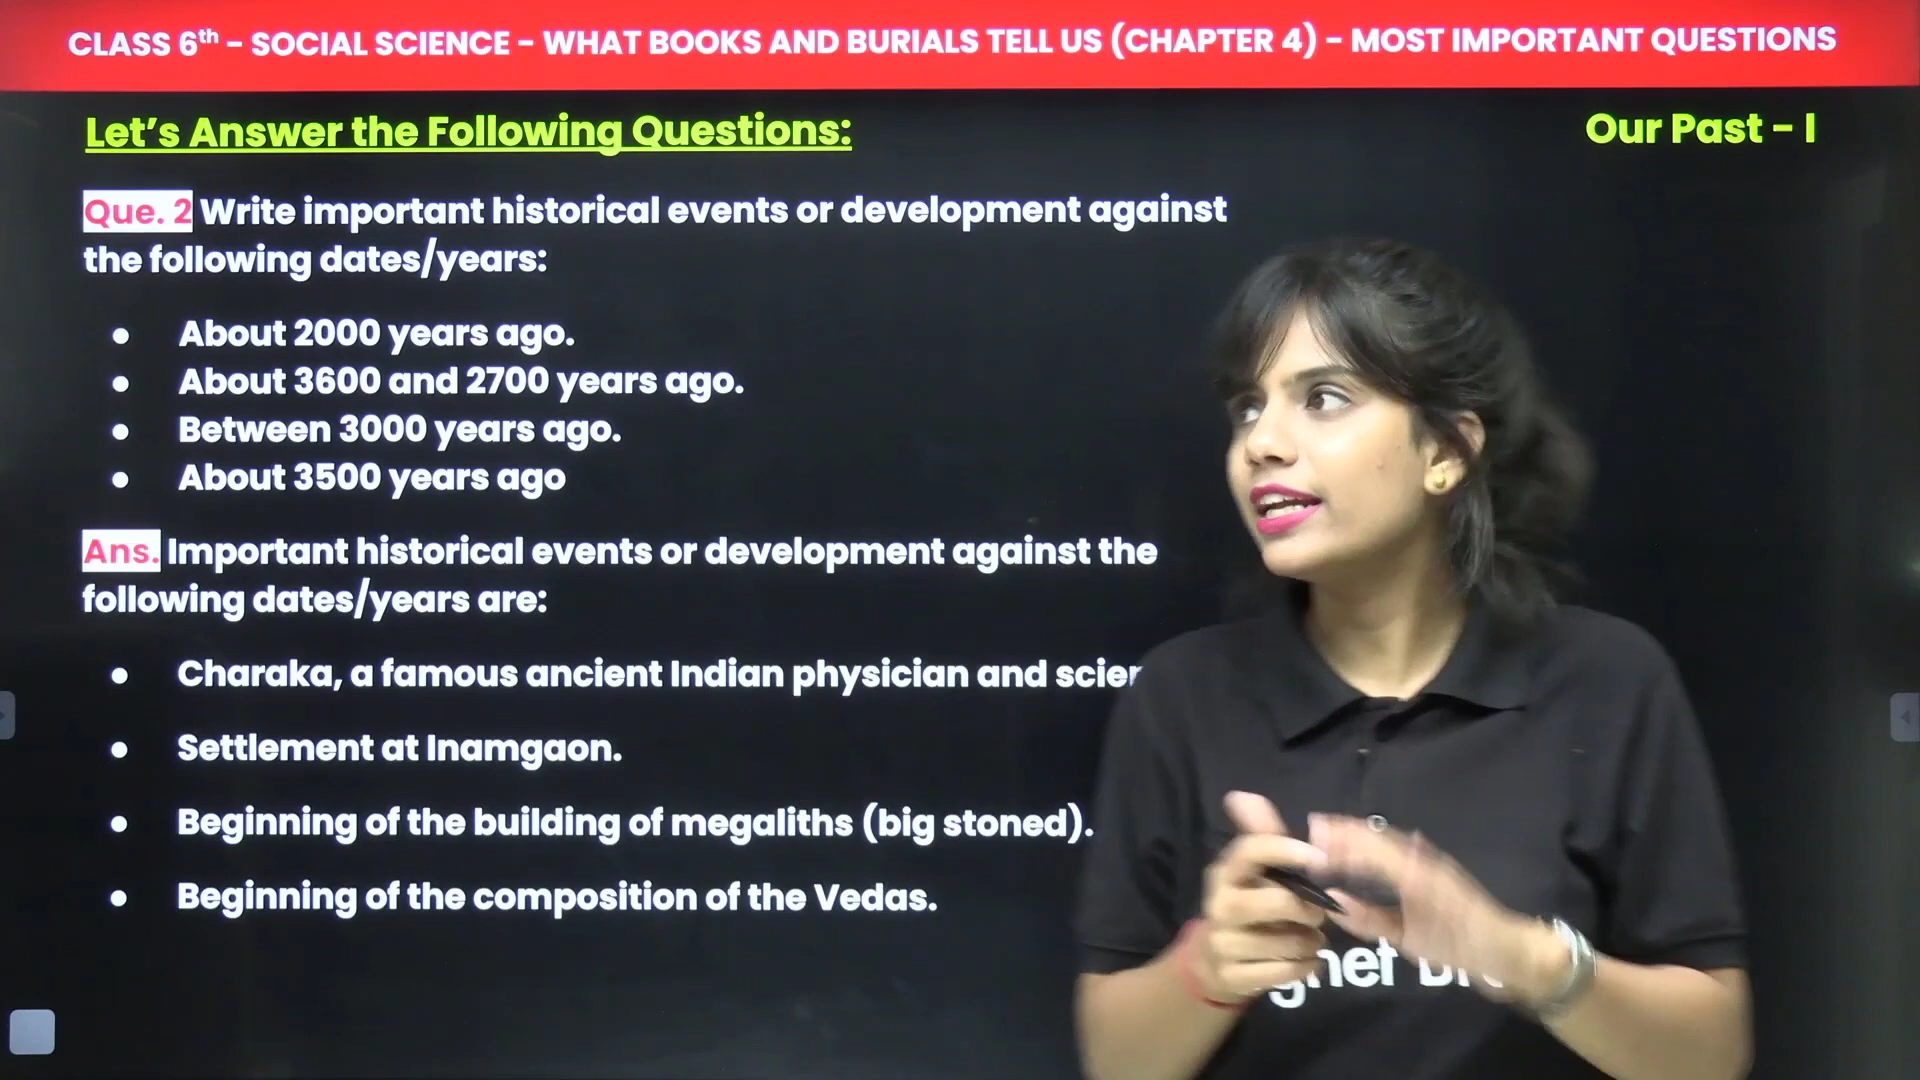 CLASS 6th - SOCIAL SCIENCE - WHAT BOOKS AND BURIALS TELL US (CHAPTER 4) - MOST IMPORTANT QUESTIONS
Let's Answer the Following Questions:
Our Past - I
Que. 2 Write important historical events or development against
the following dates/years:
• About 2000 years ago.
• About 3600 and 2700 years ago.
• Between 3000 years ago.
• About 3500 years ago
Ans. Important historical events or development against the
following dates/years are:
• Charaka, a famous ancient Indian physician and
• Settlement at Inamgaon.
• Beginning of the building of megaliths (big stoned).
• Beginning of the composition of the Vedas.